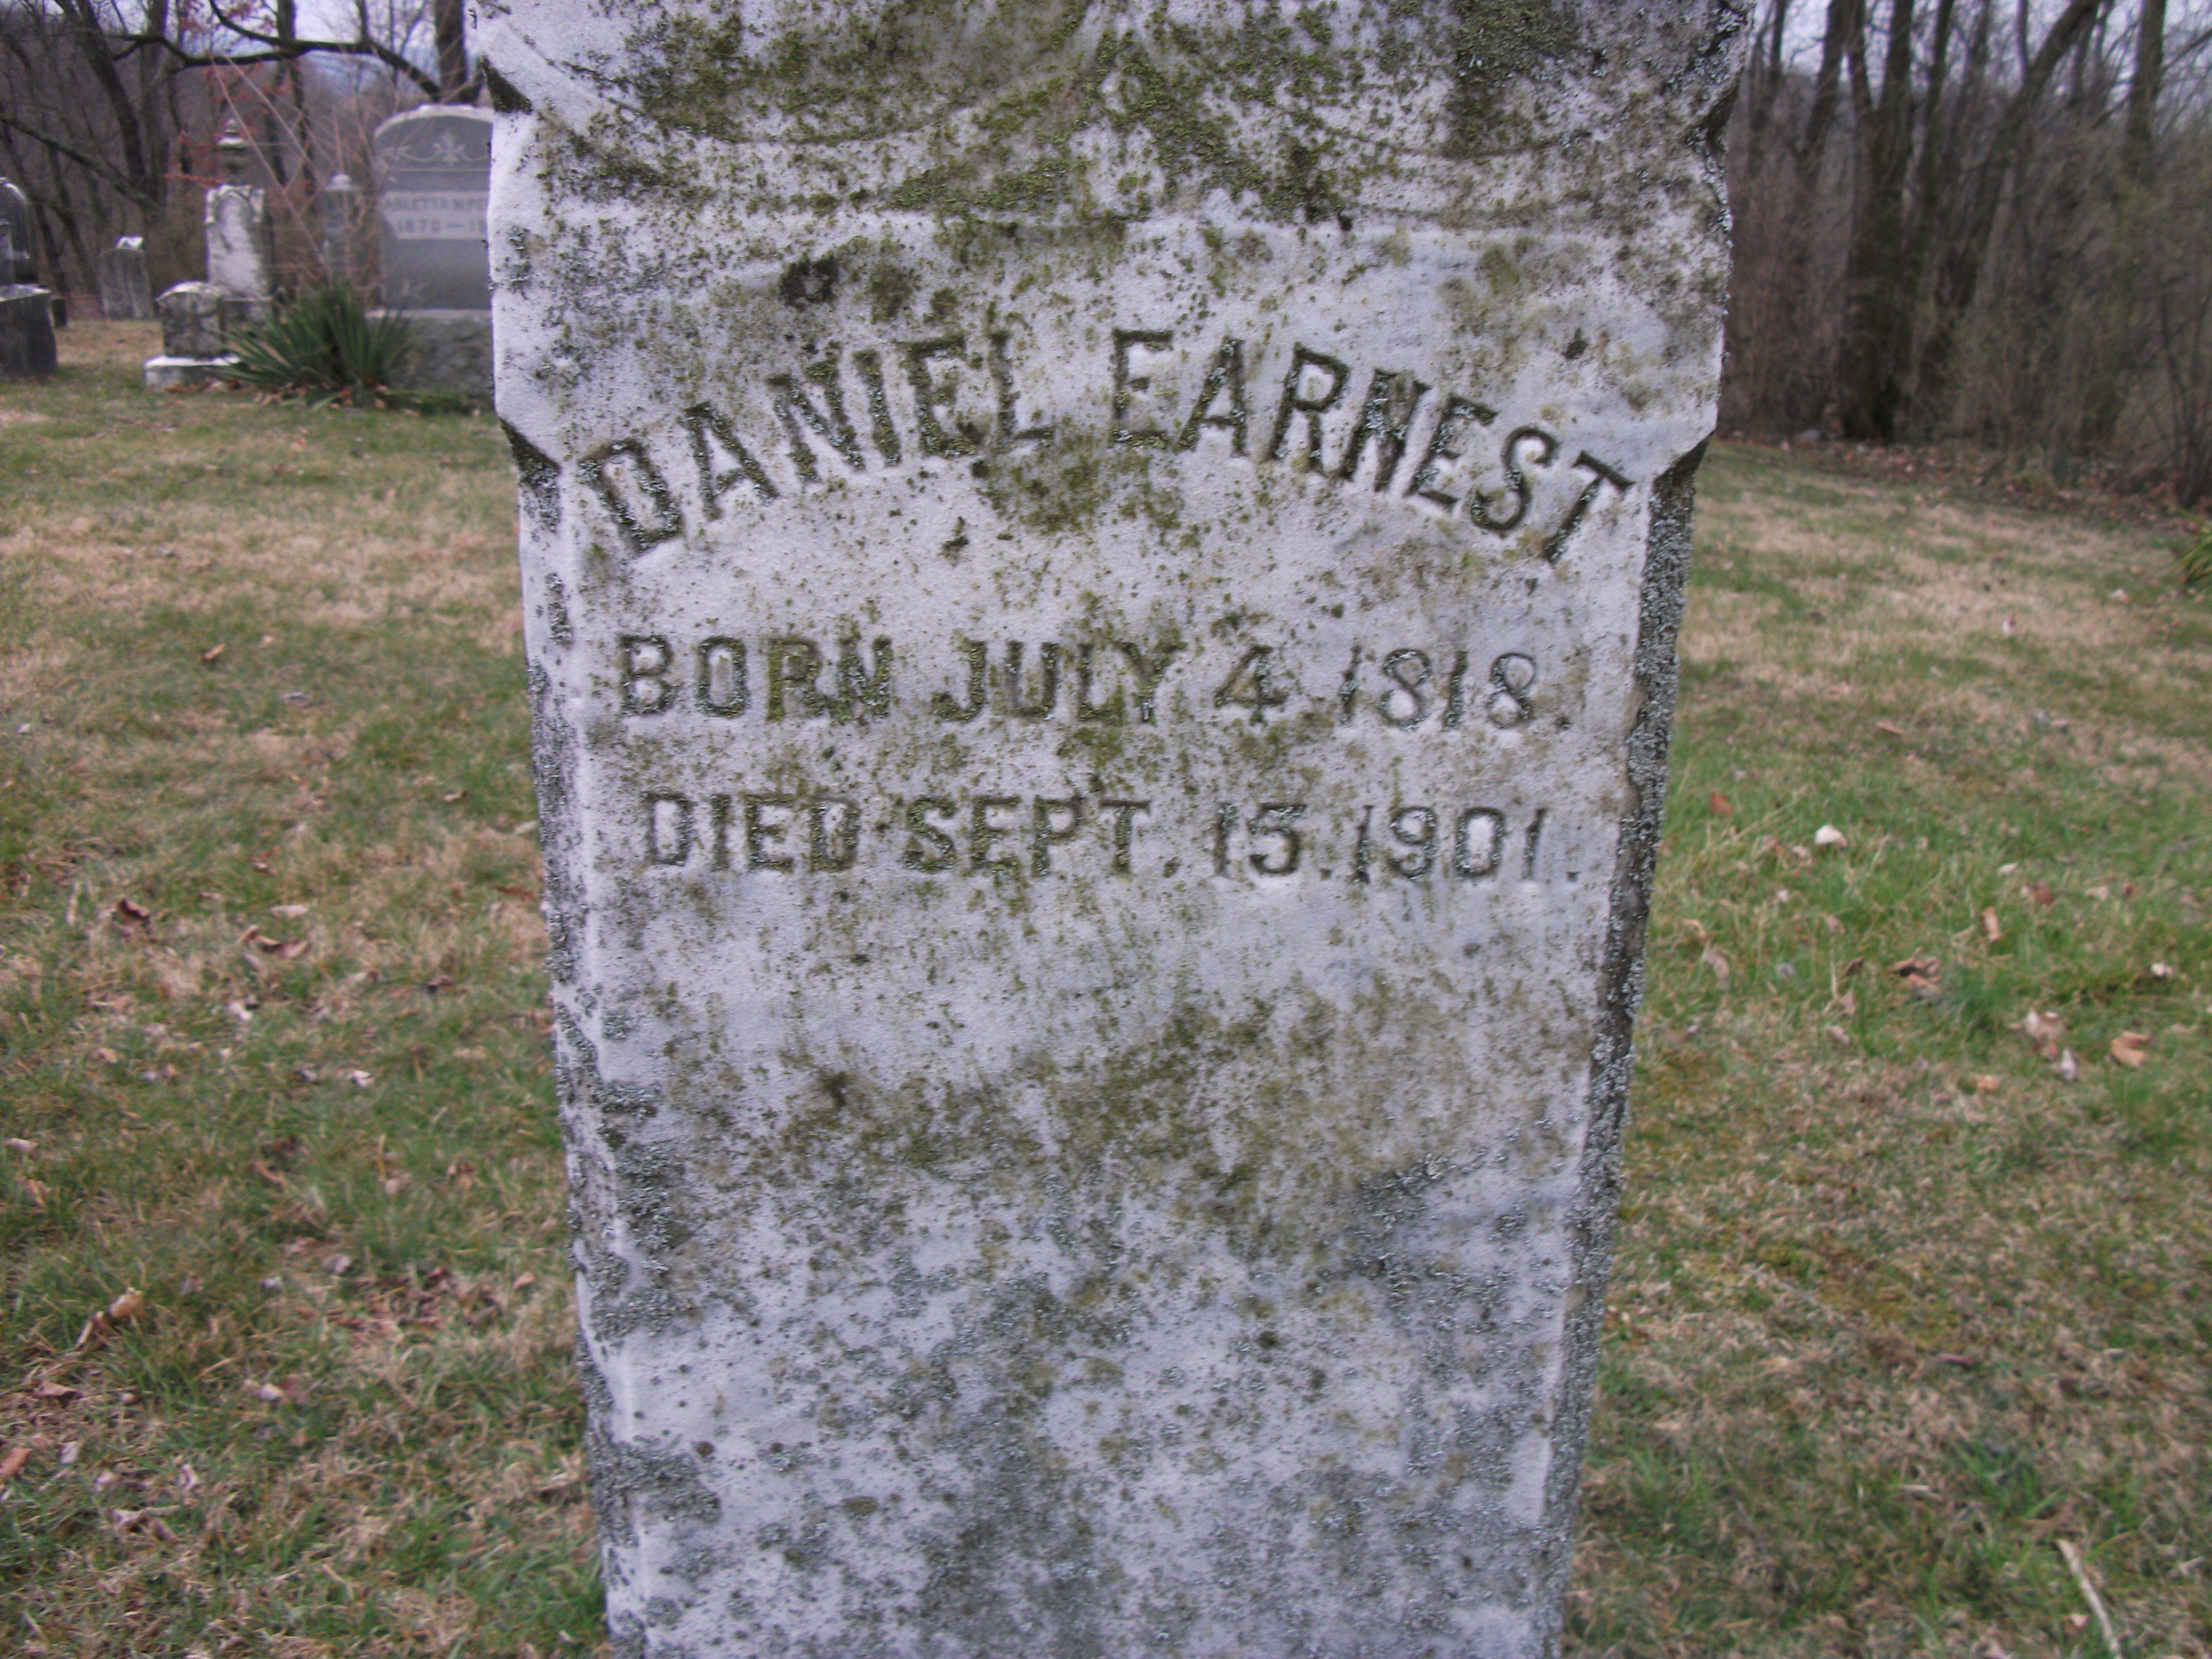 DANIEL EARNEST
BORN JULY 4, 1818.
DIED SEPT. 15. 1901.